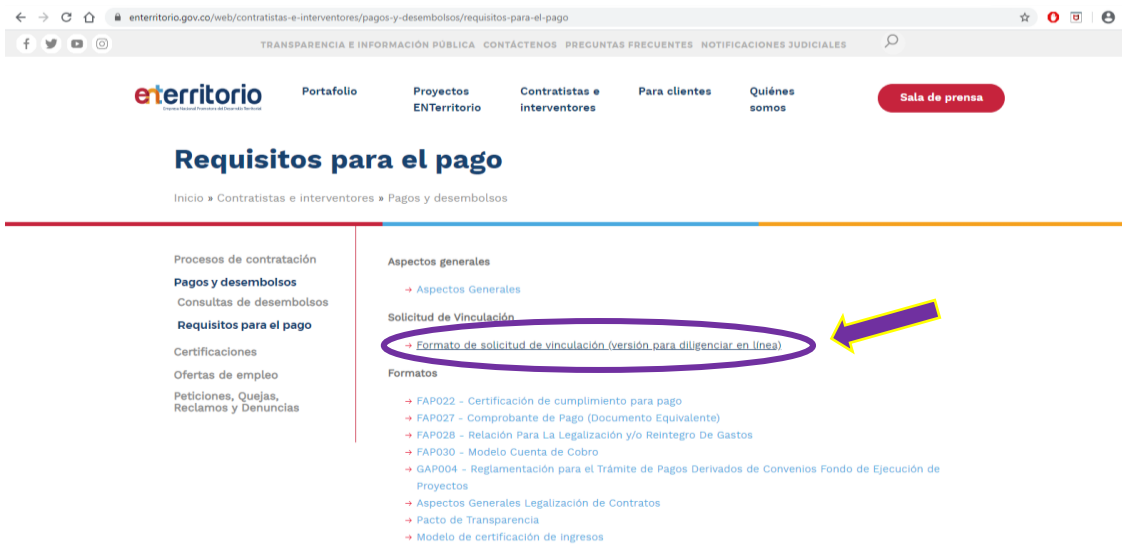 enterritorio.gov.co/web/contratistas-e-interventores/pagos-y-desembolsos/requisitos-para-el-pago
TRANSPARENCIA E INFORMACIÓN PÚBLICA CONTÁCTENOS PREGUNTAS FRECUENTES NOTIFICACIONES JUDICIALES
enterritorio
Empresa Nacional Promotora del Desarrollo Territorial
Portafolio
Proyectos
ENTerritorio
Contratistas e
interventores
Para clientes
Quiénes
somos
Sala de prensa
Requisitos para el pago
Inicio » Contratistas e interventores » Pagos y desembolsos
Procesos de contratación
Pagos y desembolsos
Consultas de desembolsos
Requisitos para el pago
Certificaciones
Ofertas de empleo
Peticiones, Quejas,
Reclamos y Denuncias
Aspectos generales
→ Aspectos Generales
Solicitud de Vinculación
→ Formato de solicitud de vinculación (versión para diligenciar en línea)
Formatos
→ FAP022 - Certificación de cumplimiento para pago
→ FAP027 - Comprobante de Pago (Documento Equivalente)
→ FAP028 - Relación Para La Legalización y/o Reintegro De Gastos
→ FAP030 - Modelo Cuenta de Cobro
→ GAP004 - Reglamentación para el Trámite de Pagos Derivados de Convenios Fondo de Ejecución de
Proyectos
→ Aspectos Generales Legalización de Contratos
→ Pacto de Transparencia
→ Modelo de certificación de ingresos